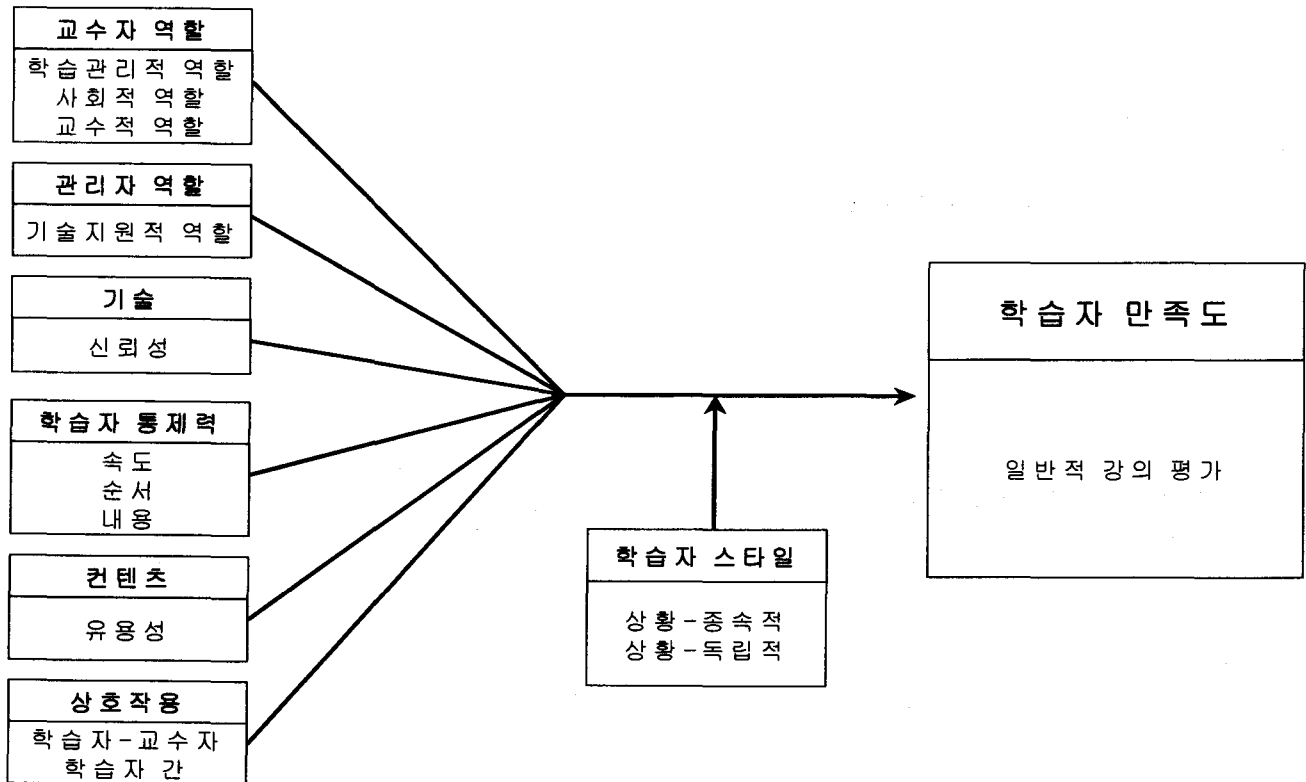 교수자 역할
학습관리적 역할
사회적 역할
교수적 역할
관리자 역할
기술지원적 역할
기술
신뢰성
학습자 통제력
속도
순서
내용
컨텐츠
유용성
상호작용
학습자-교수자
학습자 간
학습자 스타일
상황-종속적
상황-독립적
학습자 만족도
일반적 강의 평가